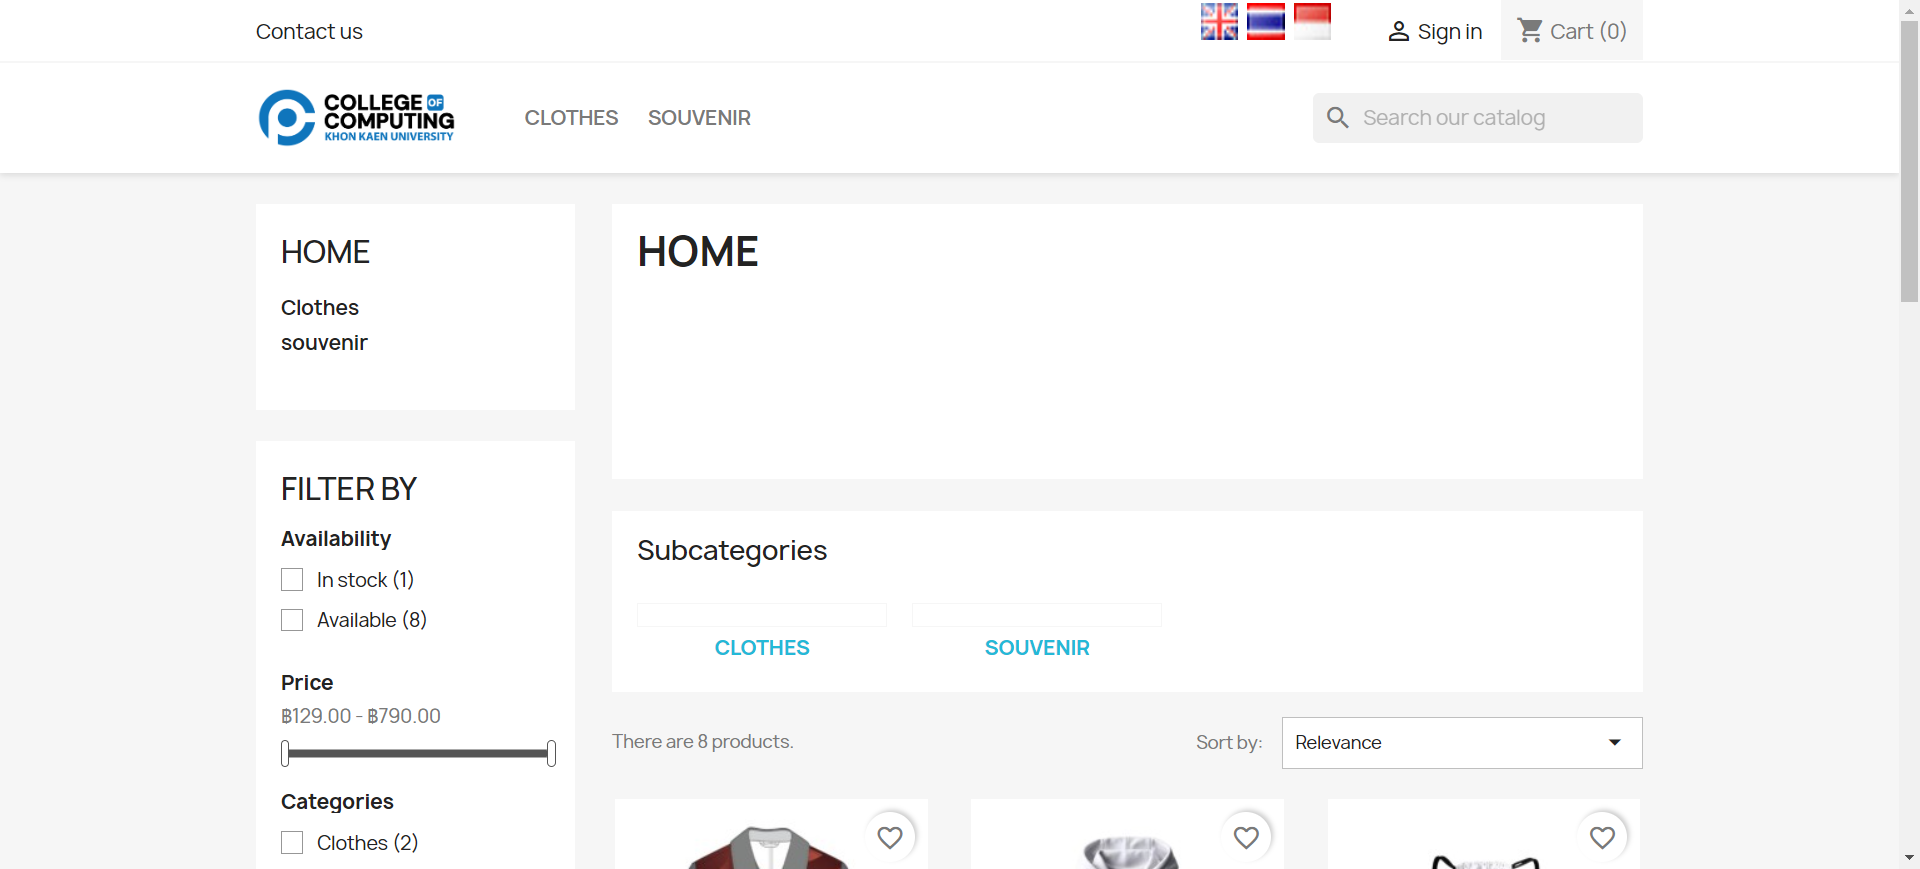 Contact us
Sign in
Cart (0)
COLLEGE OF
COMPUTING
KHON KAEN UNIVERSITY
CLOTHES
SOUVENIR
Search our catalog
HOME
Clothes
souvenir
FILTER BY
Availability
In stock (1)
Available (8)
Price
฿129.00 - ฿790.00
Categories
Clothes (2)
HOME
Subcategories
CLOTHES
SOUVENIR
There are 8 products.
Sort by:
Relevance